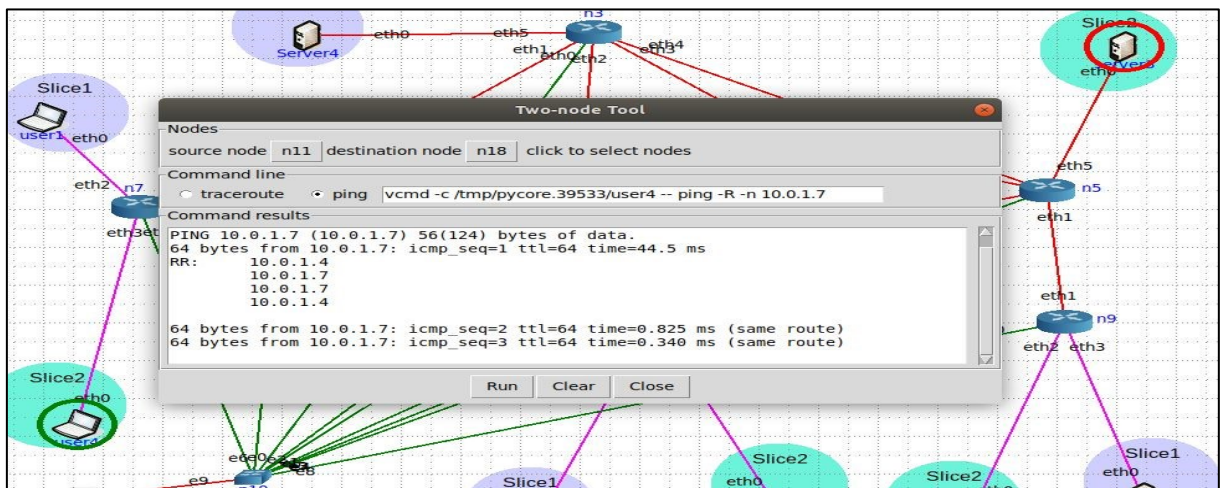 n3
eth0
eth5
Server4
eth1
eth0
eth2
eth3
eth4
Slice2
eth0
Slice1
user1
eth0
Two-node Tool
Nodes
source node n11 destination node n18 click to select nodes
Command line
traceroute ping vcmd -c /tmp/pycore.39533/user4 -- ping -R -n 10.0.1.7
Command results
PING 10.0.1.7 (10.0.1.7) 56(124) bytes of data.
64 bytes from 10.0.1.7: icmp_seq=1 ttl=64 time=44.5 ms
RR: 10.0.1.4
10.0.1.7
10.0.1.7
10.0.1.4
64 bytes from 10.0.1.7: icmp_seq=2 ttl=64 time=0.825 ms (same route)
64 bytes from 10.0.1.7: icmp_seq=3 ttl=64 time=0.340 ms (same route)
Run Clear Close
eth2
n7
eth3
eth5
n5
eth1
eth1
n9
eth2
eth3
Slice2
eth0
user4
e0
e8
e9
Slice1
Slice2
eth0
Slice2
Slice1
eth0